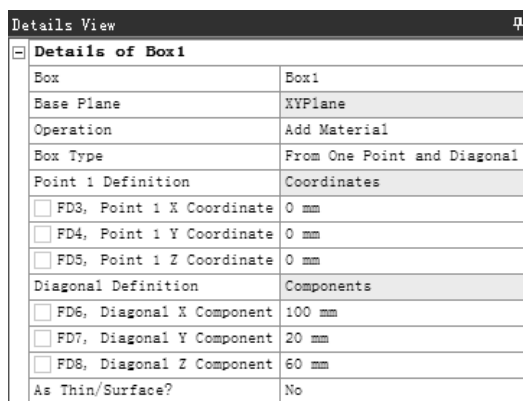 Details View
Details of Box1
Box Box1
Base Plane XYPlane
Operation Add Material
Box Type From One Point and Diagonal
Point 1 Definition Coordinates
FD3, Point 1 X Coordinate 0 mm
FD4, Point 1 Y Coordinate 0 mm
FD5, Point 1 Z Coordinate 0 mm
Diagonal Definition Components
FD6, Diagonal X Component 100 mm
FD7, Diagonal Y Component 20 mm
FD8, Diagonal Z Component 60 mm
As Thin/Surface? No